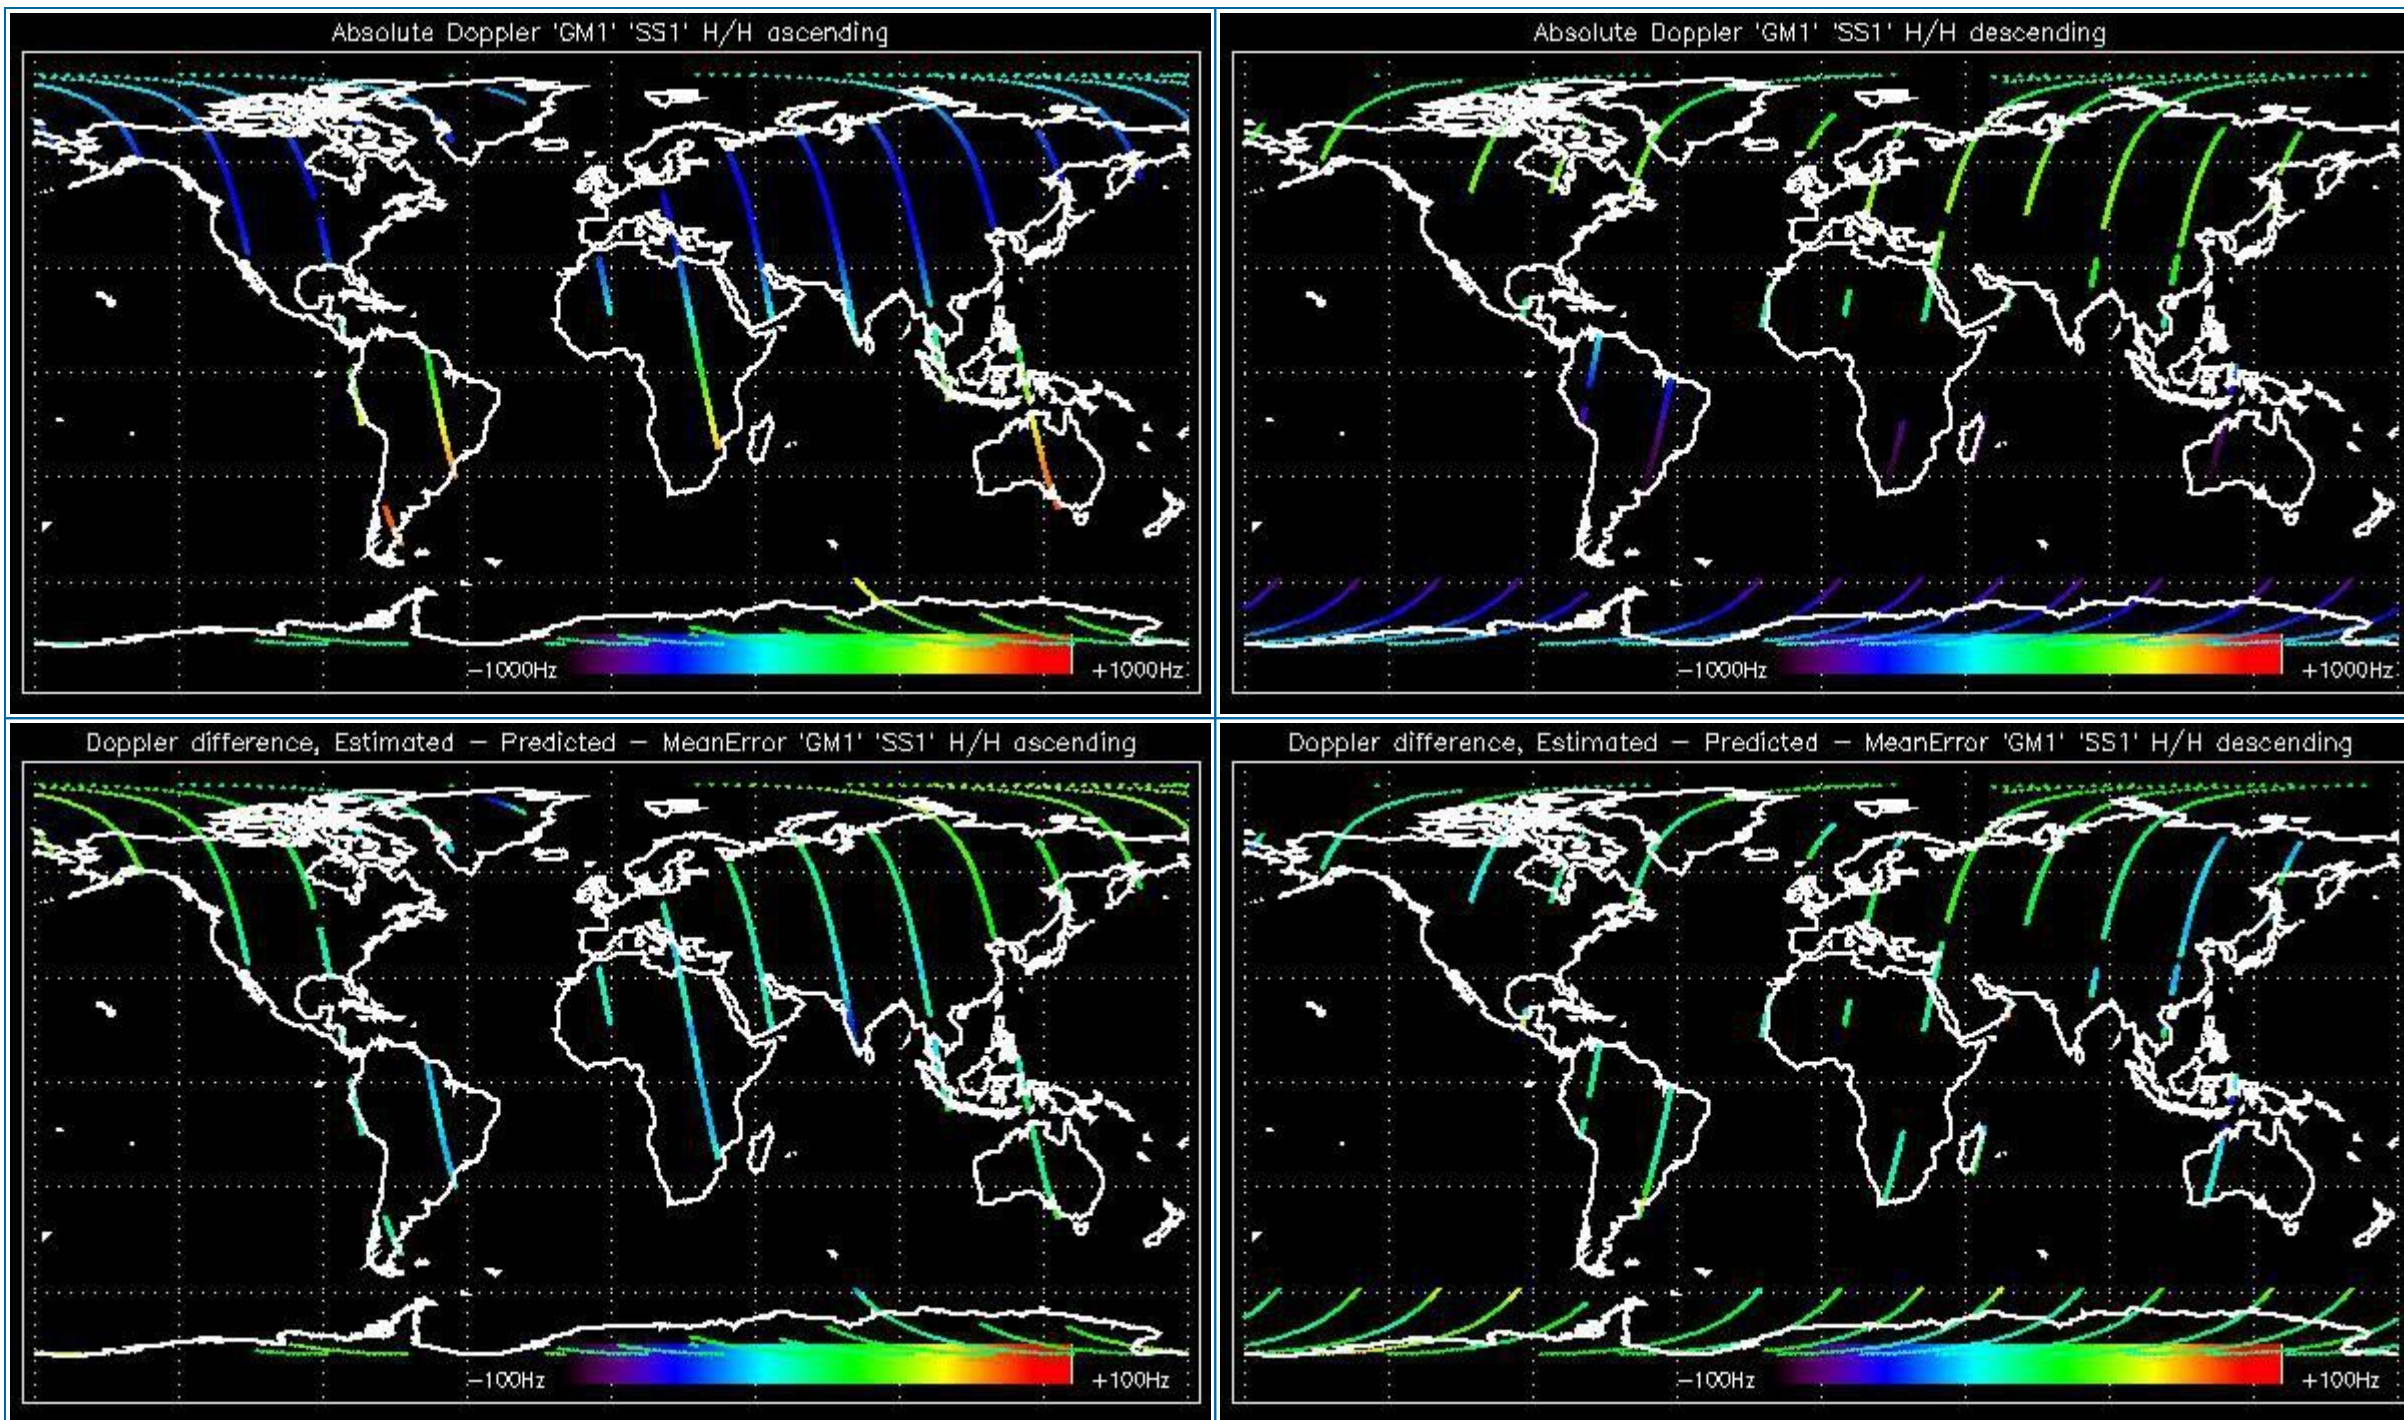 Absolute Doppler 'GM1' 'SS1' H/H ascending
−1000Hz
+1000Hz
Absolute Doppler 'GM1' 'SS1' H/H descending
−1000Hz
+1000Hz
Doppler difference, Estimated − Predicted − MeanError 'GM1' 'SS1' H/H ascending
−100Hz
+100Hz
Doppler difference, Estimated − Predicted − MeanError 'GM1' 'SS1' H/H descending
−100Hz
+100Hz